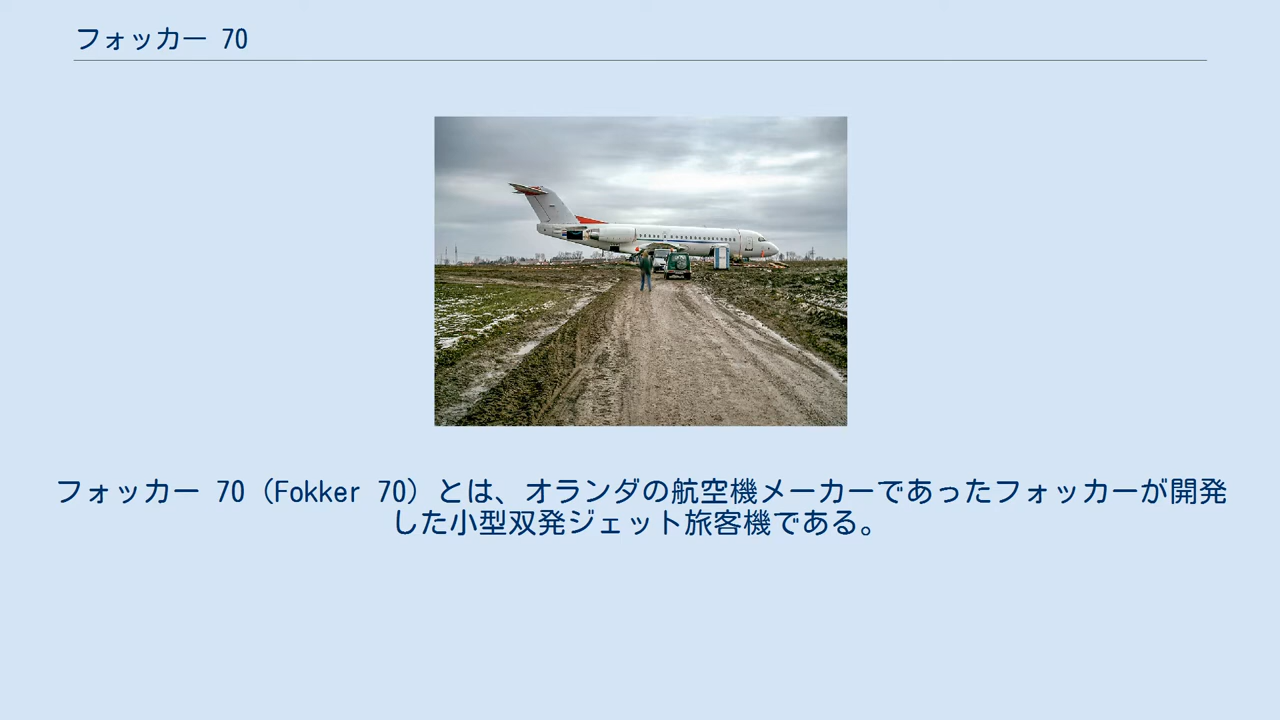 フォッカー 70
フォッカー 70（Fokker 70）とは、オランダの航空機メーカーであったフォッカーが開発
した小型双発ジェット旅客機である。